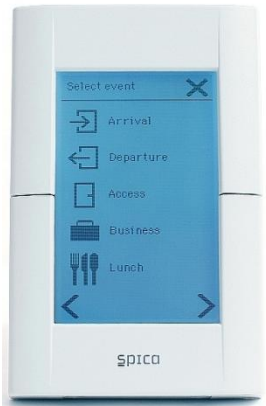 Select event
Arrival
Departure
Access
Business
Lunch
spica